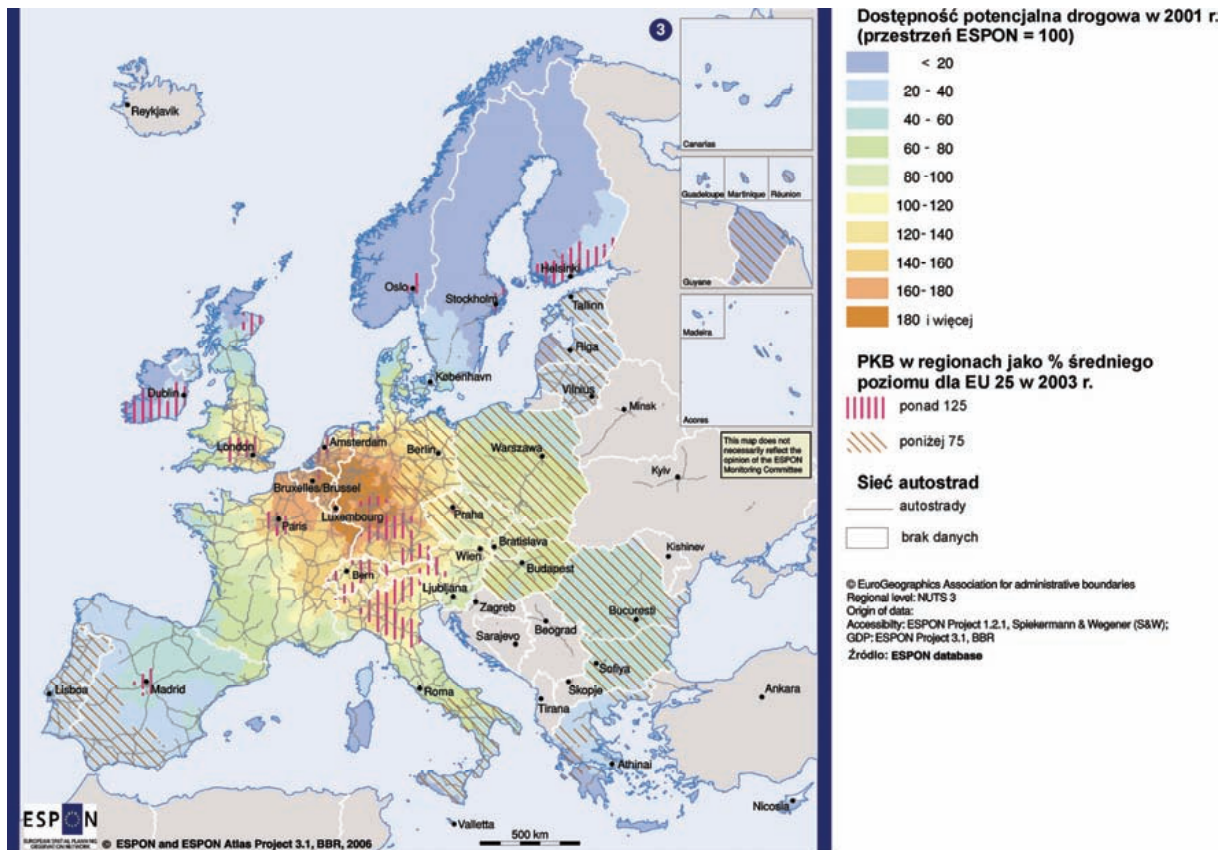 3
Reykjavik
Canarias
Guadeloupe
Martinique
Réunion
Guyane
Helsinki
Oslo
Stockholm
Tallinn
Madeira
Riga
Dublin
København
Vilnius
Minsk
Acores
London
Amsterdam
Berlin
Warszawa
This map does not
necessarily reflect the
opinion of the ESPON
Monitoring Committee
Kyiv
Bruxelles/Brussel
Luxembourg
Praha
Paris
Bratislava
Wien
Kishinev
Budapest
Bern
Ljubljana
Zagreb
Bucuresti
Beograd
Sarajevo
Sofiya
Lisboa
Madrid
Roma
Skopje
Ankara
Tirana
Athinai
Nicosia
Valletta
ESPON
EUROPEAN SPATIAL PLANNING
OBSERVATION NETWORK
© ESPON and ESPON Atlas Project 3.1, BBR, 2006
500 km
Dostępność potencjalna drogowa w 2001 r.
(przestrzeń ESPON = 100)
< 20
20 - 40
40 - 60
60 - 80
80 - 100
100 - 120
120 - 140
140 - 160
160 - 180
180 i więcej
PKB w regionach jako % średniego
poziomu dla EU 25 w 2003 r.
ponad 125
poniżej 75
Sieć autostrad
autostrady
brak danych
© EuroGeographics Association for administrative boundaries
Regional level: NUTS 3
Origin of data:
Accessibility: ESPON Project 1.2.1, Spiekermann & Wegener (S&W);
GDP: ESPON Project 3.1, BBR
Źródło: ESPON database